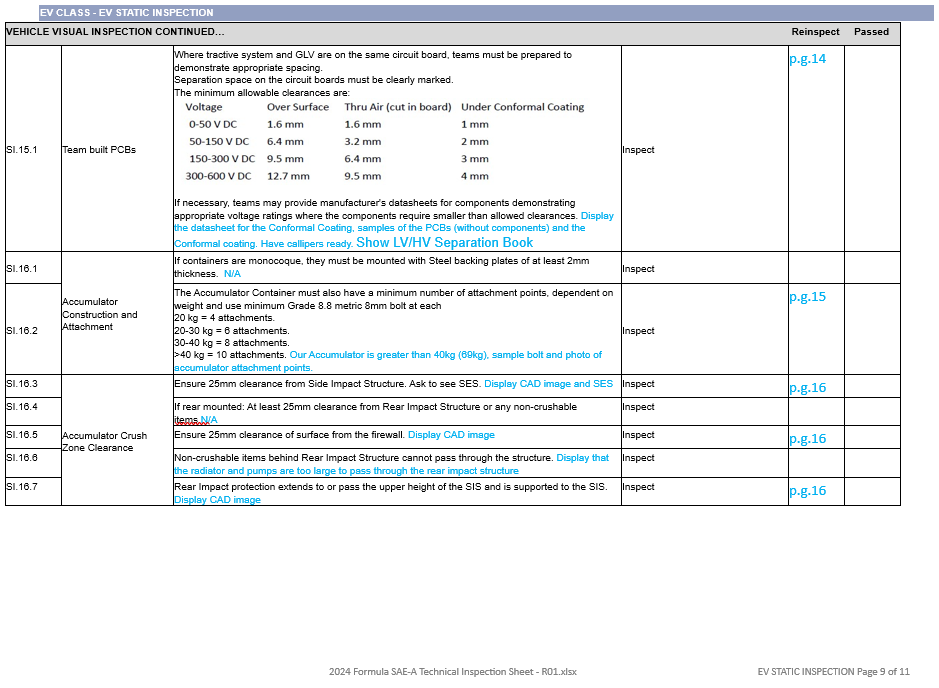 EV CLASS - EV STATIC INSPECTION
VEHICLE VISUAL INSPECTION CONTINUED... Reinspect Passed
SI.15.1 Team built PCBs
Where tractive system and GLV are on the same circuit board, teams must be prepared to
demonstrate appropriate spacing.
Separation space on the circuit boards must be clearly marked.
The minimum allowable clearances are:
Voltage Over Surface Thru Air (cut in board) Under Conformal Coating
0-50 V DC 1.6 mm 1.6 mm 1 mm
50-150 V DC 6.4 mm 3.2 mm 2 mm
150-300 V DC 9.5 mm 6.4 mm 3 mm
300-600 V DC 12.7 mm 9.5 mm 4 mm
If necessary, teams may provide manufacturer's datasheets for components demonstrating
appropriate voltage ratings where the components require smaller than allowed clearances. Display
the datasheet for the Conformal Coating, samples of the PCBs (without components) and the
Conformal coating. Have callipers ready. Show LV/HV Separation Book
Inspect
p.g.14
SI.16.1
Accumulator
Construction and
Attachment
If containers are monocoque, they must be mounted with Steel backing plates of at least 2mm
thickness. N/A
Inspect
SI.16.2
The Accumulator Container must also have a minimum number of attachment points, dependent on
weight and use minimum Grade 8.8 metric 8mm bolt at each
20 kg = 4 attachments.
20-30 kg = 6 attachments.
30-40 kg = 8 attachments.
>40 kg = 10 attachments. Our Accumulator is greater than 40kg (69kg), sample bolt and photo of
accumulator attachment points.
Inspect
p.g.15
SI.16.3
Accumulator Crush
Zone Clearance
Ensure 25mm clearance from Side Impact Structure. Ask to see SES. Display CAD image and SES
Inspect
p.g.16
SI.16.4
If rear mounted: At least 25mm clearance from Rear Impact Structure or any non-crushable
items.N/A
Inspect
SI.16.5
Ensure 25mm clearance of surface from the firewall. Display CAD image
Inspect
p.g.16
SI.16.6
Non-crushable items behind Rear Impact Structure cannot pass through the structure. Display that
the radiator and pumps are too large to pass through the rear impact structure
Inspect
SI.16.7
Rear Impact protection extends to or pass the upper height of the SIS and is supported to the SIS.
Display CAD image
Inspect
p.g.16
2024 Formula SAE-A Technical Inspection Sheet - R01.xlsx
EV STATIC INSPECTION Page 9 of 11